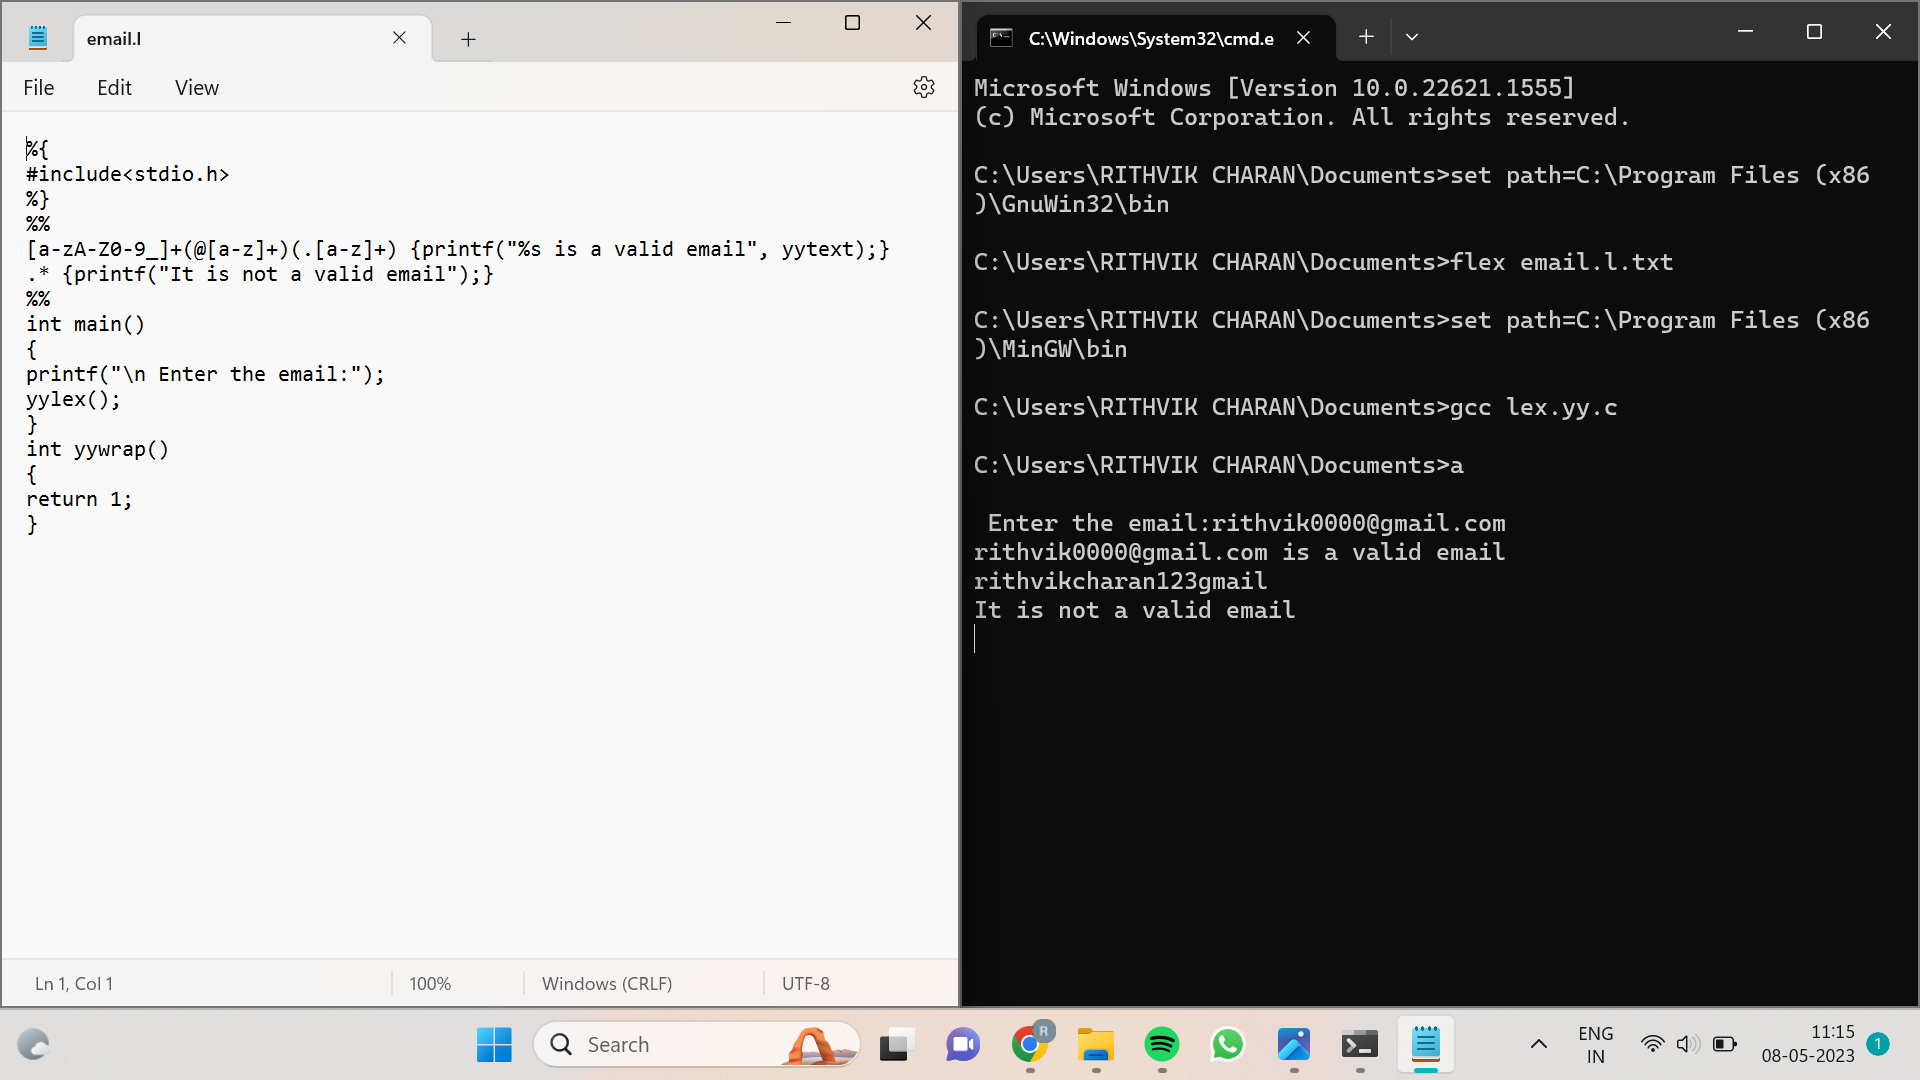 email.l
File Edit View
%{
#include<stdio.h>
%}
%%
[a-zA-Z0-9_]+(@[a-z]+)(.[a-z]+) {printf("%s is a valid email", yytext);}
.* {printf("It is not a valid email");}
%%
int main()
{
printf("\n Enter the email:");
yylex();
}
int yywrap()
{
return 1;
}
Ln 1, Col 1 100% Windows (CRLF) UTF-8
C:\Windows\System32\cmd.e
Microsoft Windows [Version 10.0.22621.1555]
(c) Microsoft Corporation. All rights reserved.
C:\Users\RITHVIK CHARAN\Documents>set path=C:\Program Files (x86
)\GnuWin32\bin
C:\Users\RITHVIK CHARAN\Documents>flex email.l.txt
C:\Users\RITHVIK CHARAN\Documents>set path=C:\Program Files (x86
)\MinGW\bin
C:\Users\RITHVIK CHARAN\Documents>gcc lex.yy.c
C:\Users\RITHVIK CHARAN\Documents>a
Enter the email:rithvik0000@gmail.com
rithvik0000@gmail.com is a valid email
rithvikcharan123gmail
It is not a valid email
Search
R
ENG
IN
11:15
08-05-2023
1